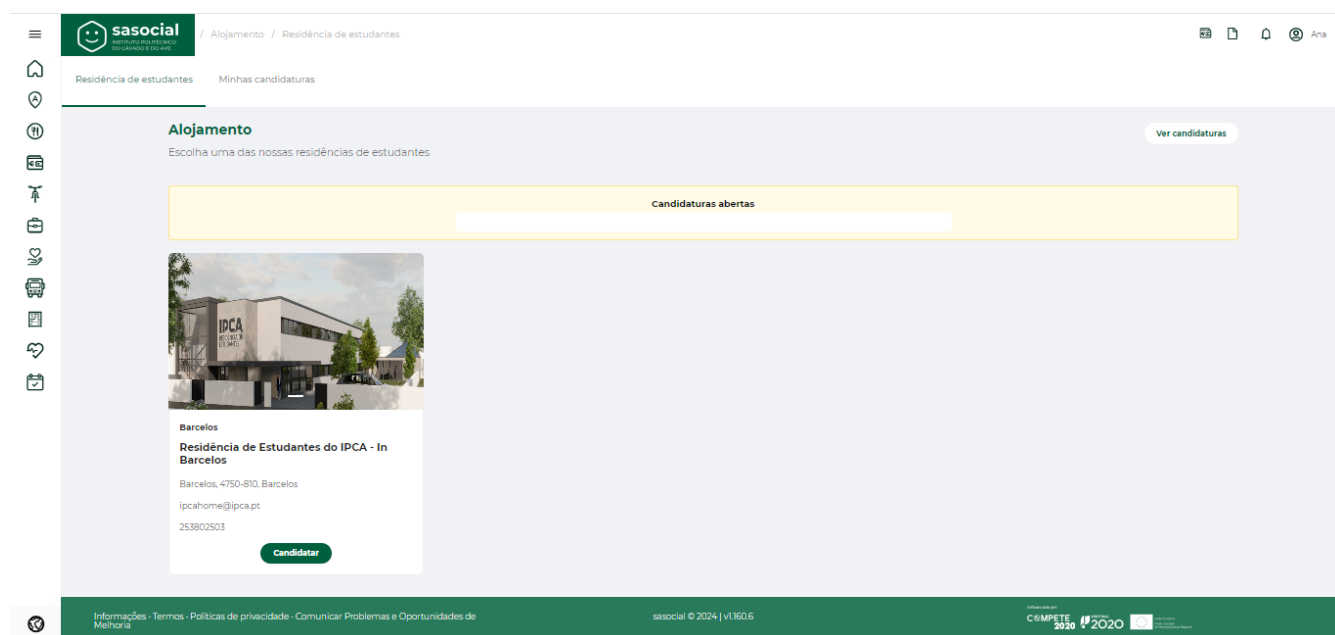 sasocial
INSTITUTO POLITÉCNICO
DO CÁVADO E DO AVE
/ Alojamento / Residência de estudantes
Ana
Residência de estudantes
Minhas candidaturas
Alojamento
Ver candidaturas
Escolha uma das nossas residências de estudantes
Candidaturas abertas
IPCA
Barcelos
Residência de Estudantes do IPCA - In
Barcelos
Barcelos, 4750-810, Barcelos
ipcahome@ipca.pt
253802503
Candidatar
Informações · Termos · Políticas de privacidade · Comunicar Problemas e Oportunidades de
Melhoria
sasocial © 2024 | v1.160.6
COMPETE
2020
2020